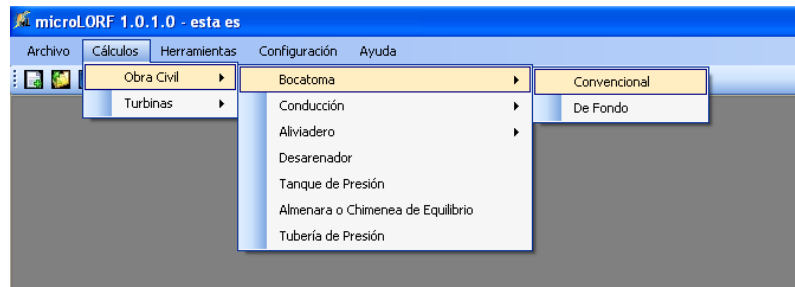 microLORF 1.0.1.0 - esta es
Archivo Cálculos Herramientas Configuración Ayuda
Obra Civil Bocatoma Convencional
Turbinas Conducción De Fondo
Aliviadero
Desarenador
Tanque de Presión
Almenara o Chimenea de Equilibrio
Tubería de Presión